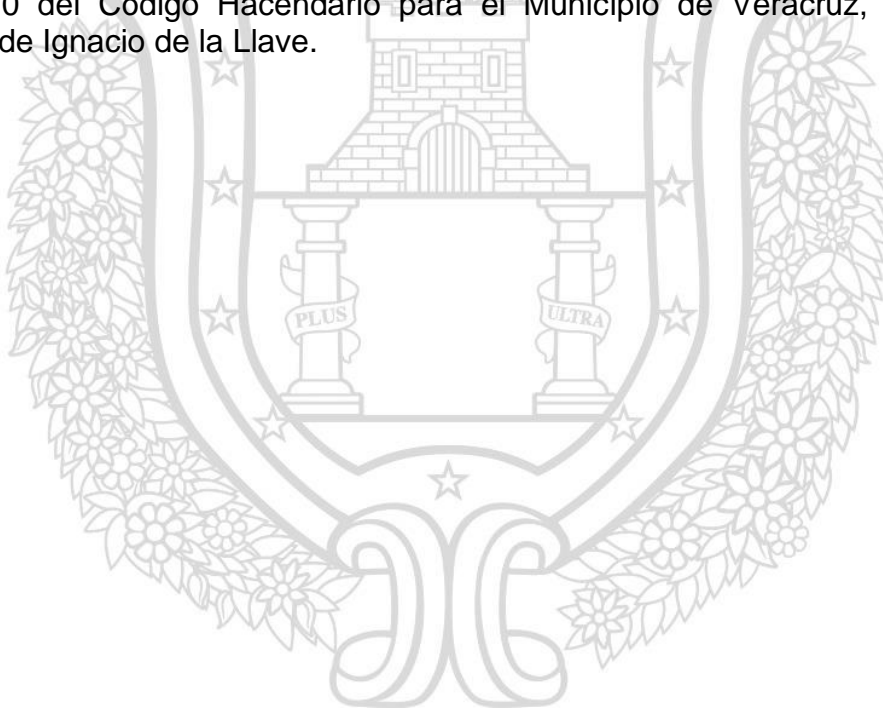 0 del Código Hacendario para el Municipio de Veracruz,
de Ignacio de la Llave.
PLUS
ULTRA